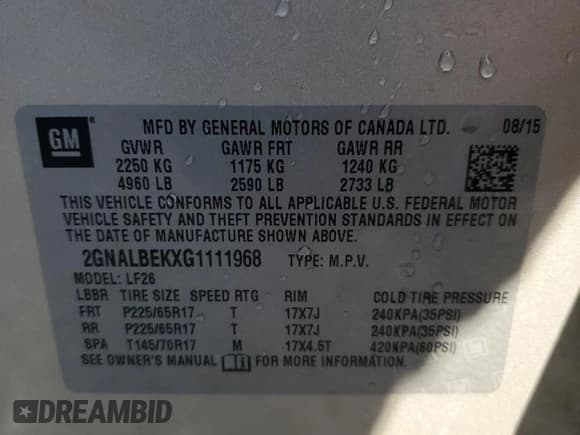 GM ®
MFD BY GENERAL MOTORS OF CANADA LTD. 08/15
GVWR GAWR FRT GAWR RR
2250 KG 1175 KG 1240 KG
4960 LB 2590 LB 2733 LB
THIS VEHICLE CONFORMS TO ALL APPLICABLE U.S. FEDERAL MOTOR
VEHICLE SAFETY AND THEFT PREVENTION STANDARDS IN EFFECT ON
THE DATE OF MANUFACTURE SHOWN ABOVE.
2GNALBEKXG1111968 TYPE: M.P.V.
MODEL: LF26
LBBR TIRE SIZE SPEED RTG RIM COLD TIRE PRESSURE
FRT P225/65R17 T 17X7J 240KPA(35PSI)
RR P225/65R17 T 17X7J 240KPA(35PSI)
SPA T145/70R17 M 17X4.5T 420KPA(60PSI)
SEE OWNER'S MANUAL FOR MORE INFORMATION.
DREAMBID